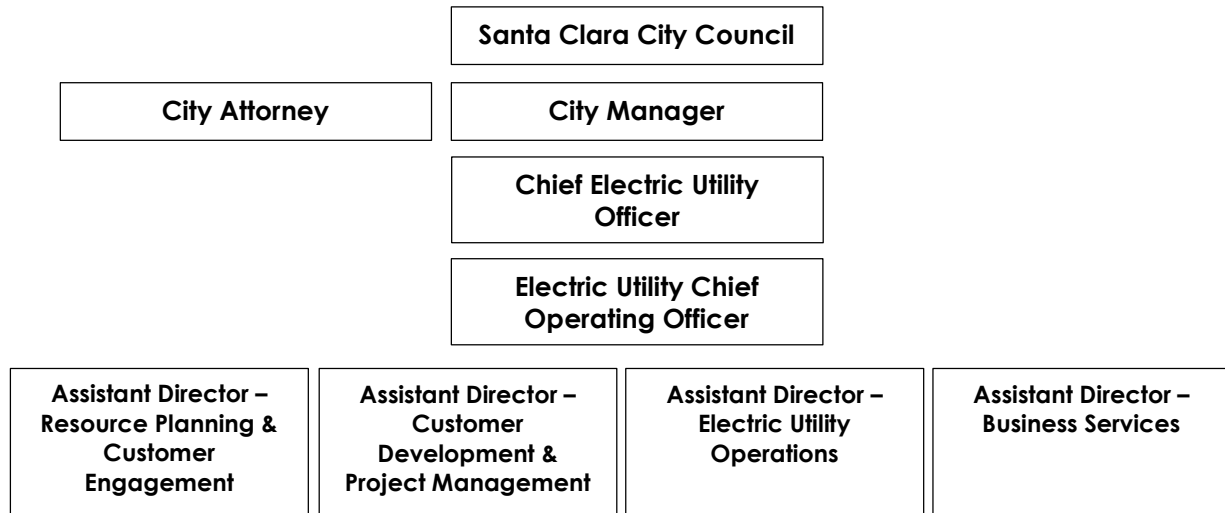 Santa Clara City Council
City Attorney
City Manager
Chief Electric Utility
Officer
Electric Utility Chief
Operating Officer
Assistant Director –
Resource Planning &
Customer
Engagement
Assistant Director –
Customer
Development &
Project Management
Assistant Director –
Electric Utility
Operations
Assistant Director –
Business Services